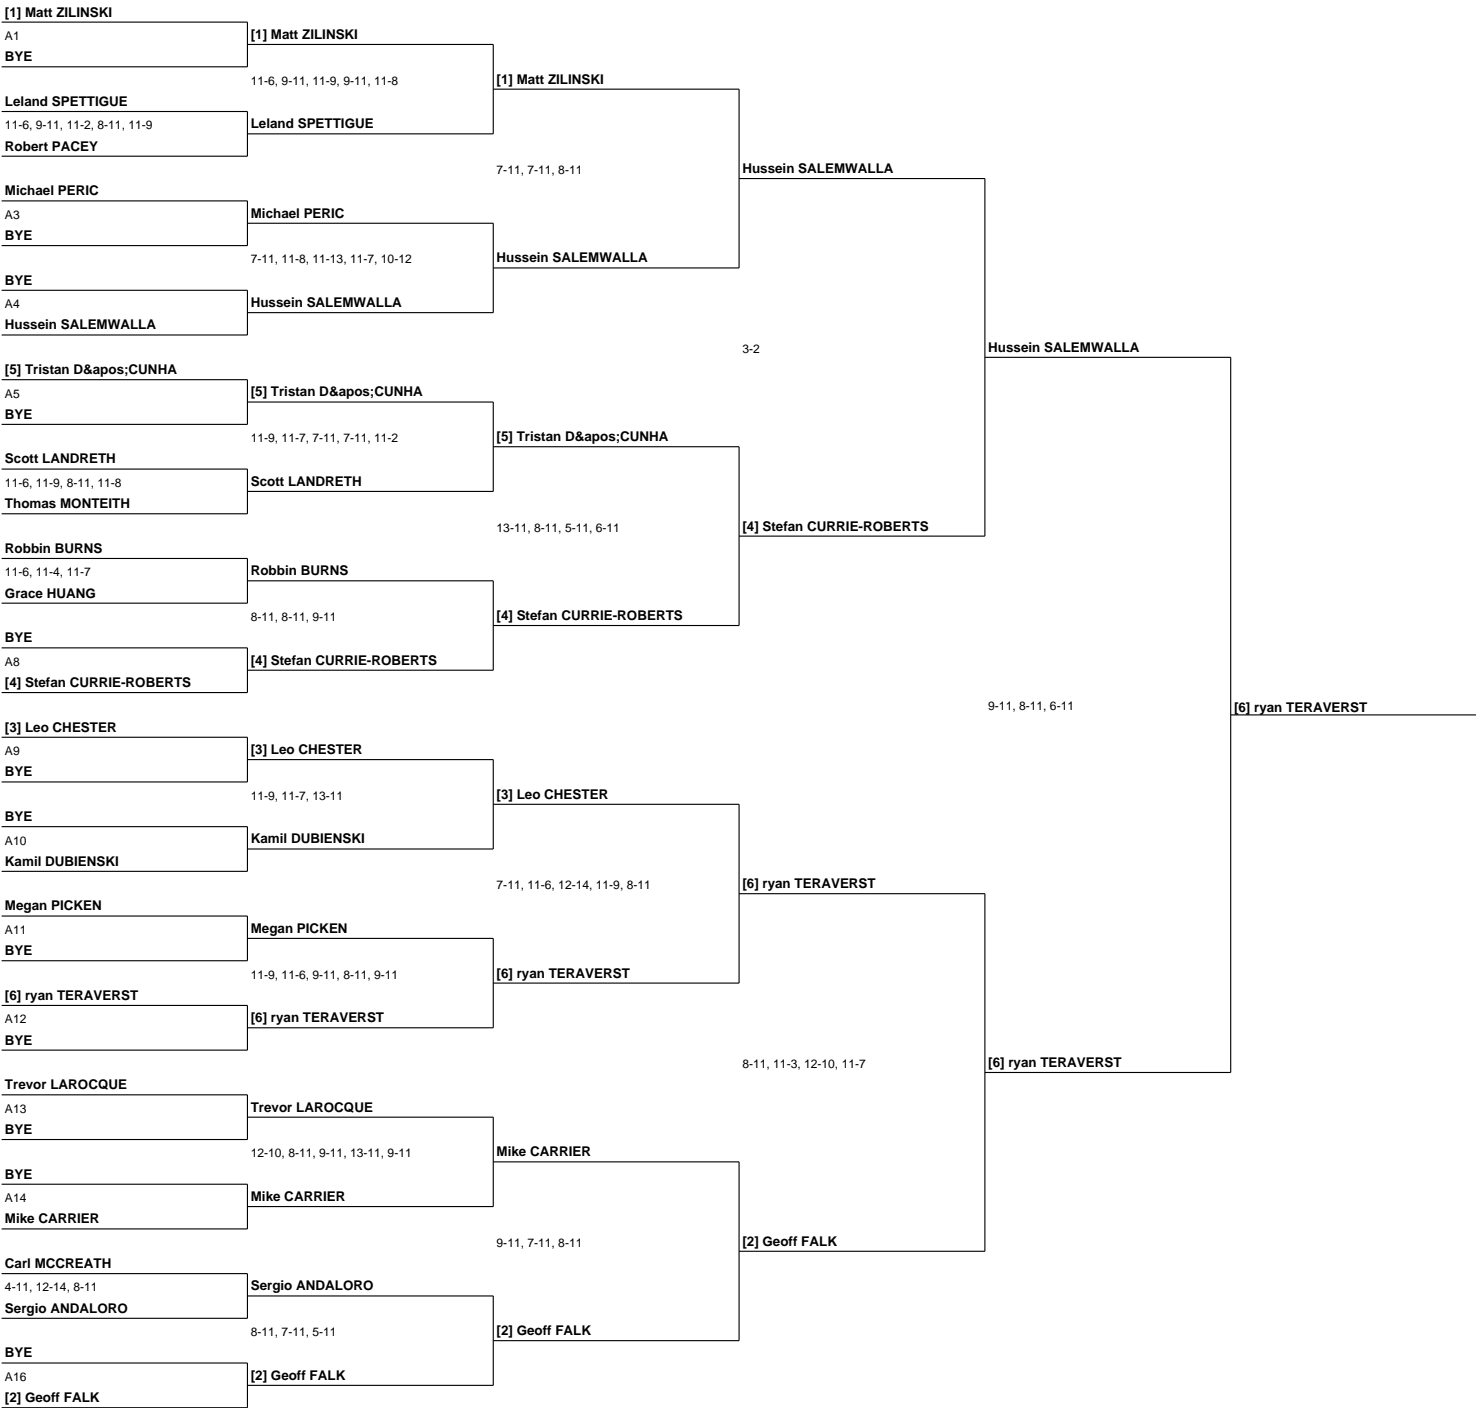 [1] Matt ZILINSKI
A1
BYE
Leland SPETTIGUE
11-6, 9-11, 11-2, 8-11, 11-9
Robert PACEY
Michael PERIC
A3
BYE
BYE
A4
Hussein SALEMWALLA
[5] Tristan D&apos;CUNHA
A5
BYE
Scott LANDRETH
11-6, 11-9, 8-11, 11-8
Thomas MONTEITH
Robbin BURNS
11-6, 11-4, 11-7
Grace HUANG
BYE
A8
[4] Stefan CURRIE-ROBERTS
[3] Leo CHESTER
A9
BYE
BYE
A10
Kamil DUBIENSKI
Megan PICKEN
A11
BYE
[6] ryan TERAVERST
A12
BYE
Trevor LAROCQUE
A13
BYE
BYE
A14
Mike CARRIER
Carl MCCREATH
4-11, 12-14, 8-11
Sergio ANDALORO
BYE
A16
[2] Geoff FALK
[1] Matt ZILINSKI
11-6, 9-11, 11-9, 9-11, 11-8
Leland SPETTIGUE
Michael PERIC
7-11, 11-8, 11-13, 11-7, 10-12
Hussein SALEMWALLA
[5] Tristan D&apos;CUNHA
11-9, 11-7, 7-11, 7-11, 11-2
Scott LANDRETH
Robbin BURNS
8-11, 8-11, 9-11
[4] Stefan CURRIE-ROBERTS
[3] Leo CHESTER
11-9, 11-7, 13-11
Kamil DUBIENSKI
Megan PICKEN
11-9, 11-6, 9-11, 8-11, 9-11
[6] ryan TERAVERST
Trevor LAROCQUE
12-10, 8-11, 9-11, 13-11, 9-11
Mike CARRIER
Sergio ANDALORO
8-11, 7-11, 5-11
[2] Geoff FALK
[1] Matt ZILINSKI
7-11, 7-11, 8-11
Hussein SALEMWALLA
[5] Tristan D&apos;CUNHA
13-11, 8-11, 5-11, 6-11
[4] Stefan CURRIE-ROBERTS
[3] Leo CHESTER
7-11, 11-6, 12-14, 11-9, 8-11
[6] ryan TERAVERST
Mike CARRIER
9-11, 7-11, 8-11
[2] Geoff FALK
Hussein SALEMWALLA
3-2
[4] Stefan CURRIE-ROBERTS
[6] ryan TERAVERST
8-11, 11-3, 12-10, 11-7
[2] Geoff FALK
Hussein SALEMWALLA
9-11, 8-11, 6-11
[6] ryan TERAVERST
[6] ryan TERAVERST